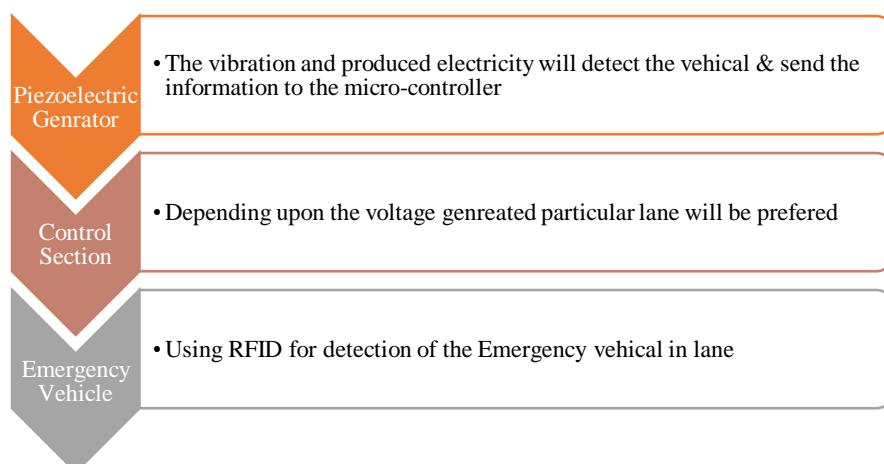 Piezoelectric
Genrator
• The vibration and produced electricity will detect the vehical & send the
information to the micro-controller
Control
Section
• Depending upon the voltage genreated particular lane will be prefered
Emergency
Vehicle
• Using RFID for detection of the Emergency vehical in lane